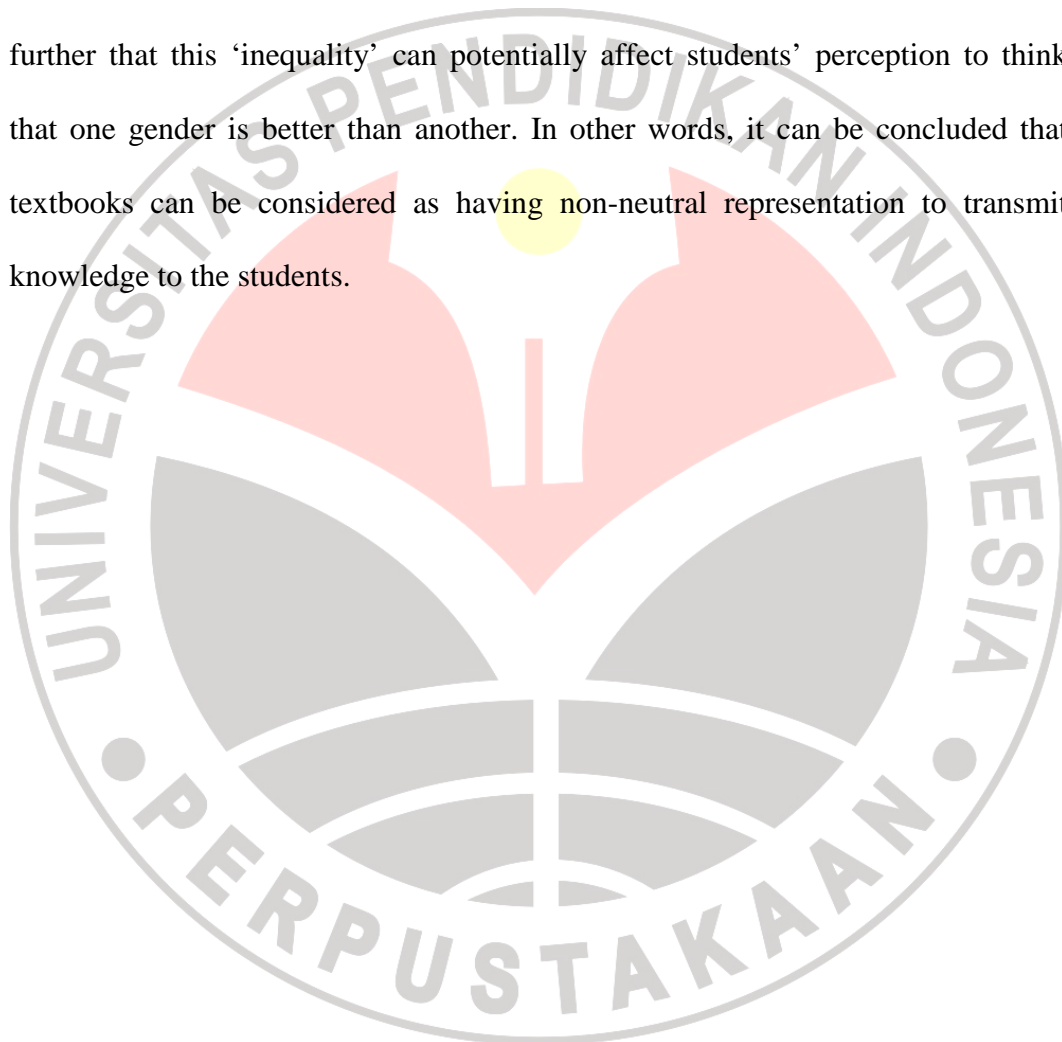 further that this ‘inequality’ can potentially affect students’ perception to think
that one gender is better than another. In other words, it can be concluded that
textbooks can be considered as having non-neutral representation to transmit
knowledge to the students.
UNIVERSITAS PENDIDIKAN INDONESIA
PERPUSTAKAAN